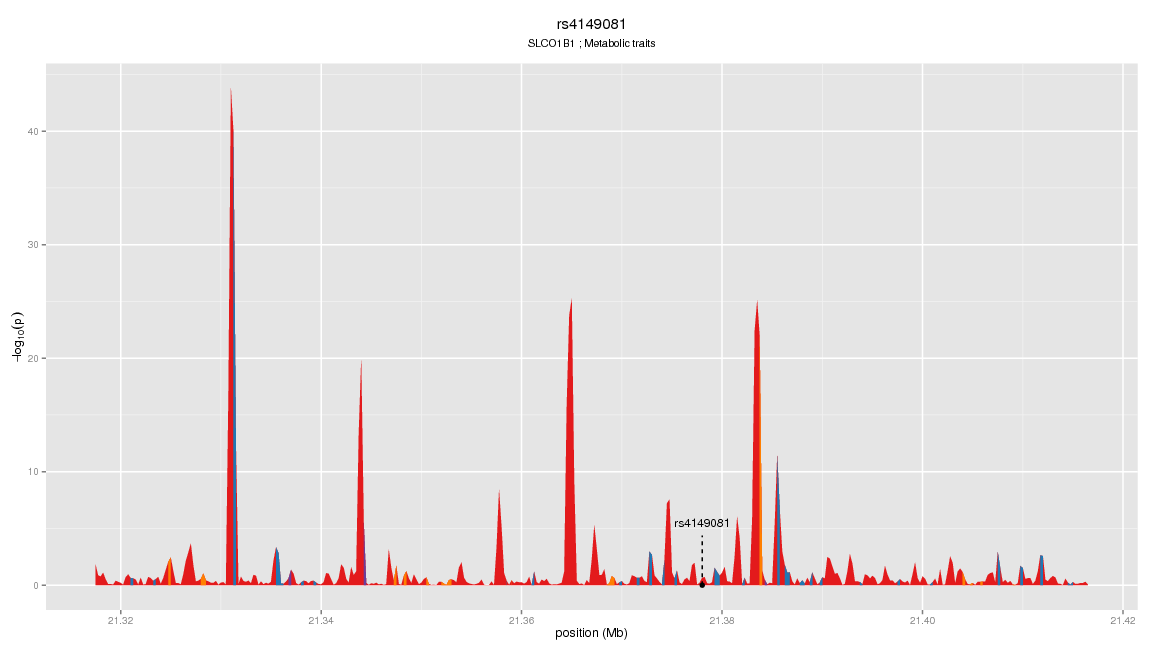 rs4149081
SLCO1B1 ; Metabolic traits
−log10(p)
40
30
20
10
0
rs4149081
21.32 21.34 21.36 21.38 21.40 21.42
position (Mb)